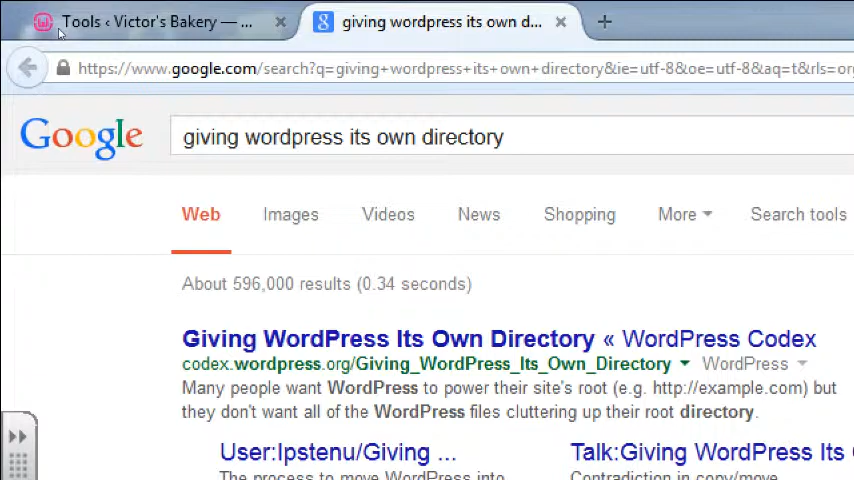 Tools ‹ Victor's Bakery — ...
giving wordpress its own d...
https://www.google.com/search?q=giving+wordpress+its+own+directory&ie=utf-8&oe=utf-8&aq=t&rls=org
Google
giving wordpress its own directory
Web Images Videos News Shopping More Search tools
About 596,000 results (0.34 seconds)
Giving WordPress Its Own Directory « WordPress Codex
codex.wordpress.org/Giving_WordPress_Its_Own_Directory WordPress
Many people want WordPress to power their site's root (e.g. http://example.com) but
they don't want all of the WordPress files cluttering up their root directory.
User:Ipstenu/Giving ... Talk:Giving WordPress Its
The process to move WordPress into Contradiction in copy/move